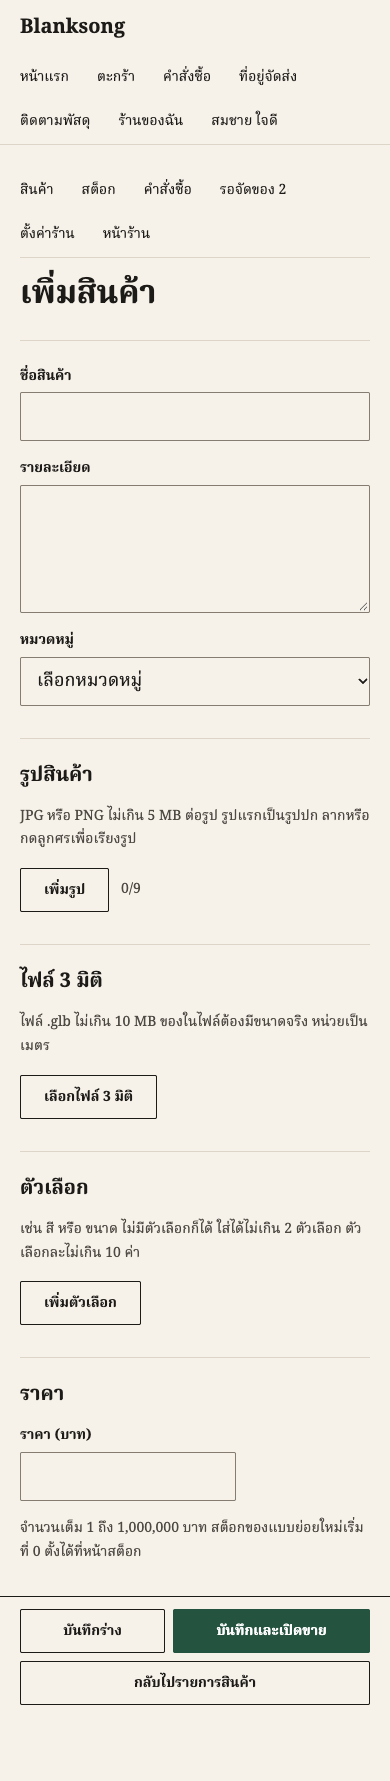 Blanksong
หน้าแรก ตะกร้า คำสั่งซื้อ ที่อยู่จัดส่ง
ติดตามพัสดุ ร้านของฉัน สมชาย ใจดี
สินค้า สต็อก คำสั่งซื้อ รอจัดของ 2
ตั้งค่าร้าน หน้าร้าน
เพิ่มสินค้า
ชื่อสินค้า
รายละเอียด
หมวดหมู่
เลือกหมวดหมู่
รูปสินค้า
JPG หรือ PNG ไม่เกิน 5 MB ต่อรูป รูปแรกเป็นรูปปก ลากหรือ
กดลูกศรเพื่อเรียงรูป
เพิ่มรูป 0/9
ไฟล์ 3 มิติ
ไฟล์ .glb ไม่เกิน 10 MB ของในไฟล์ต้องมีขนาดจริง หน่วยเป็น
เมตร
เลือกไฟล์ 3 มิติ
ตัวเลือก
เช่น สี หรือ ขนาด ไม่มีตัวเลือกก็ได้ ใส่ได้ไม่เกิน 2 ตัวเลือก ตัว
เลือกละไม่เกิน 10 ค่า
เพิ่มตัวเลือก
ราคา
ราคา (บาท)
จำนวนเต็ม 1 ถึง 1,000,000 บาท สต็อกของแบบย่อยใหม่เริ่ม
ที่ 0 ตั้งได้ที่หน้าสต็อก
บันทึกร่าง บันทึกและเปิดขาย
กลับไปรายการสินค้า